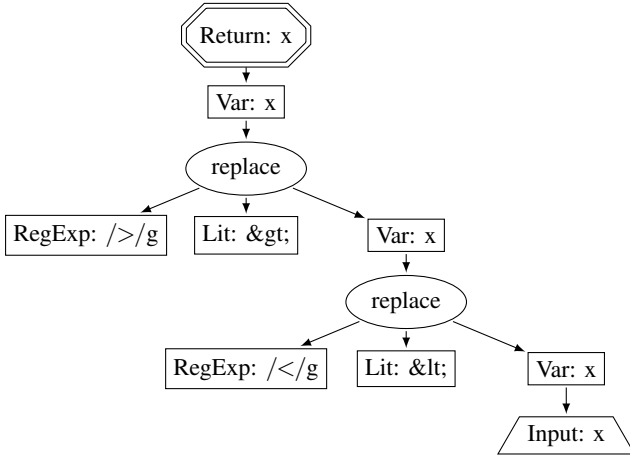 Return: x
Var: x
replace
RegExp: />/g
Lit: &gt;
Var: x
replace
RegExp: /</g
Lit: &lt;
Var: x
Input: x